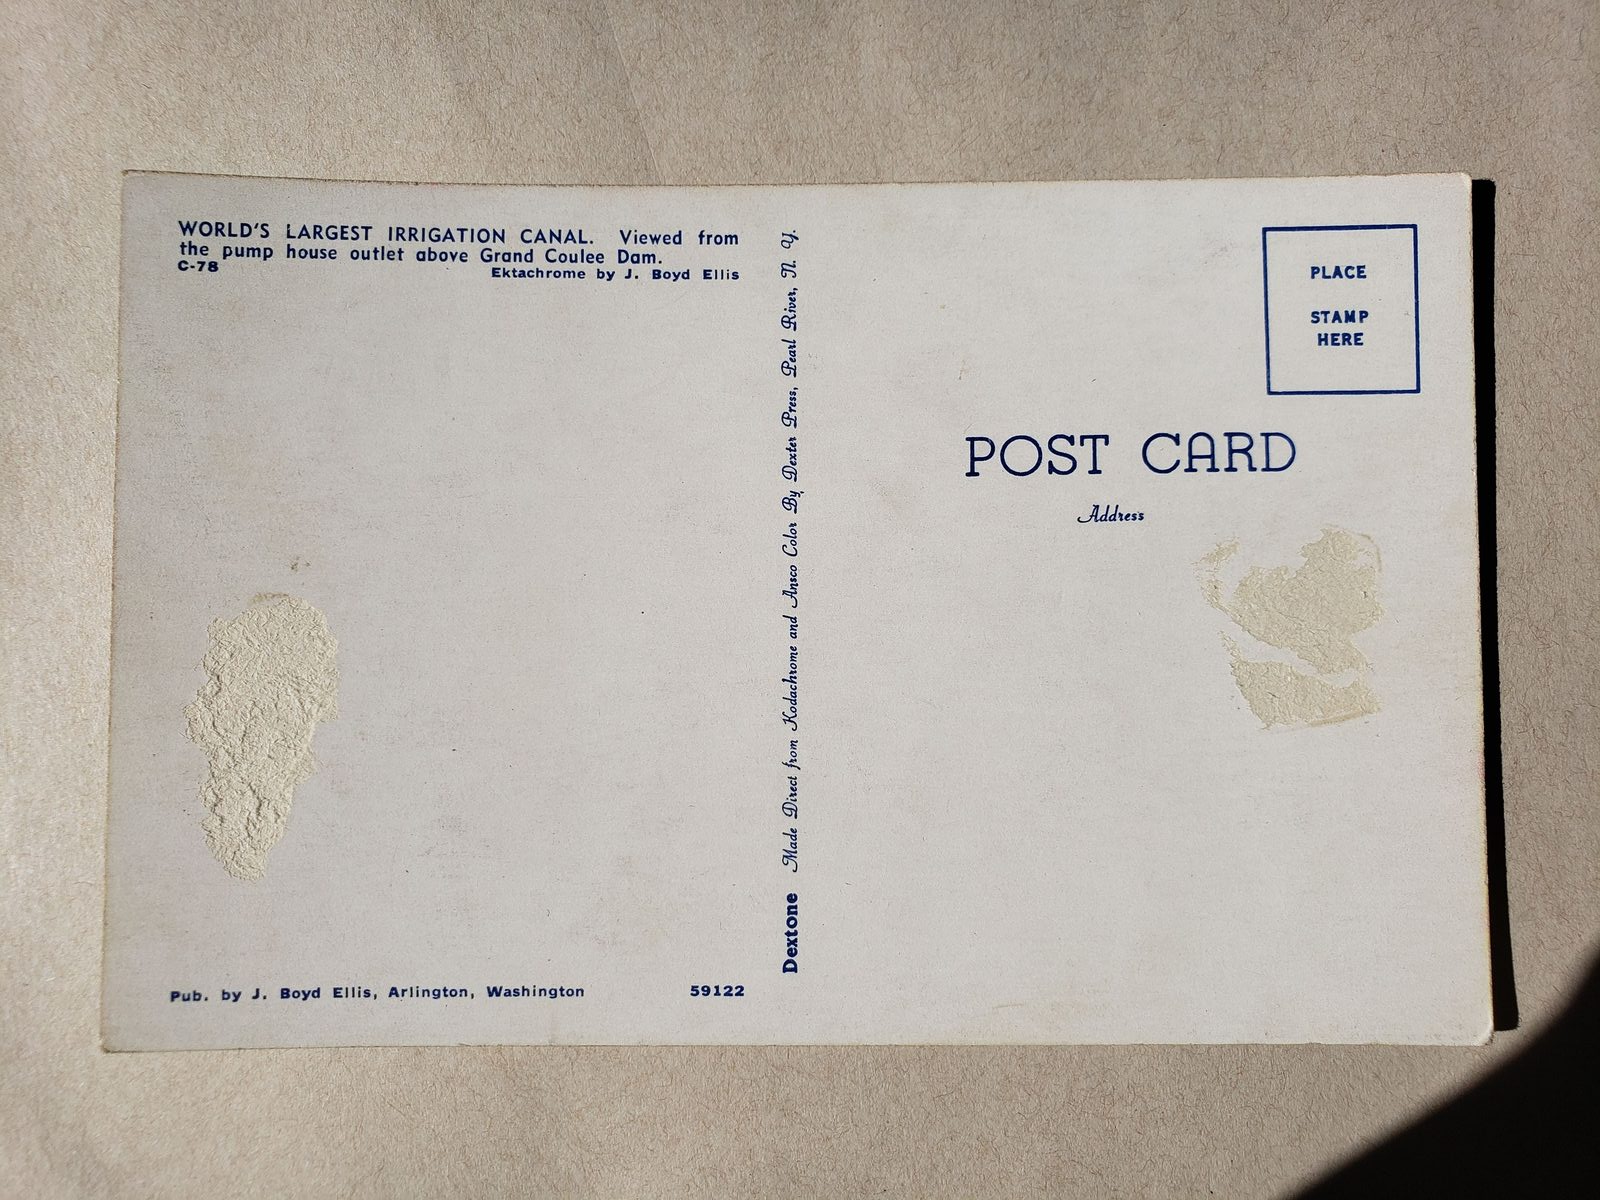 WORLD'S LARGEST IRRIGATION CANAL. Viewed from
the pump house outlet above Grand Coulee Dam.
C-78 Ektachrome by J. Boyd Ellis
Pub. by J. Boyd Ellis, Arlington, Washington 59122
Dextone Made Direct from Kodachrome and Ansco Color By Dexter Press, Pearl River, N. Y.
PLACE
STAMP
HERE
POST CARD
Address